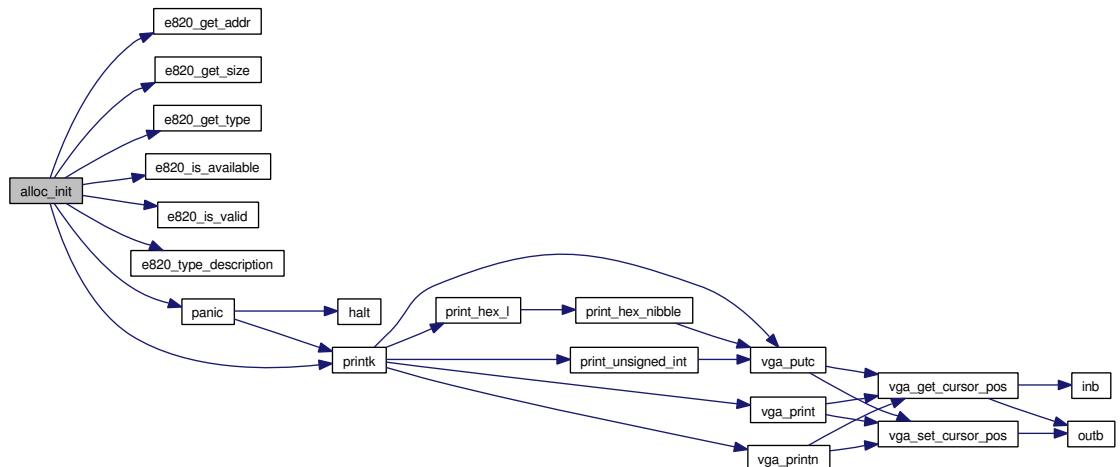 e820_get_addr
e820_get_size
e820_get_type
e820_is_available
alloc_init
e820_is_valid
e820_type_description
panic
halt
print_hex_l
print_hex_nibble
printk
print_unsigned_int
vga_putc
vga_get_cursor_pos
inb
vga_print
vga_set_cursor_pos
outb
vga_printn